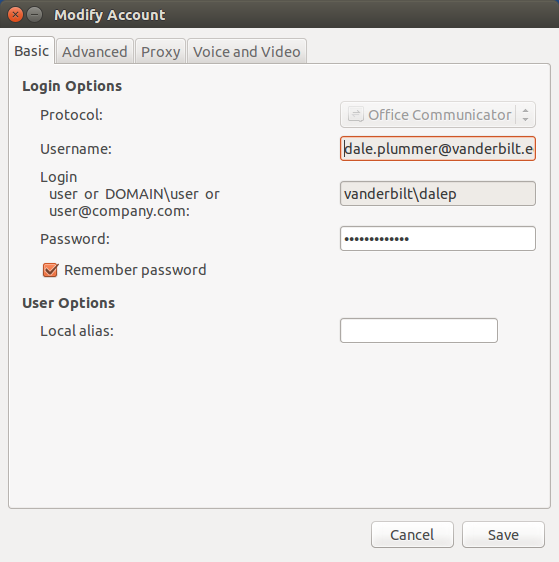 Modify Account
Basic Advanced Proxy Voice and Video
Login Options
Protocol: Office Communicator
Username: dale.plummer@vanderbilt.e
Login
user or DOMAIN\user or
user@company.com: vanderbilt\dalep
Password: •••••••••••••
Remember password
User Options
Local alias:
Cancel Save